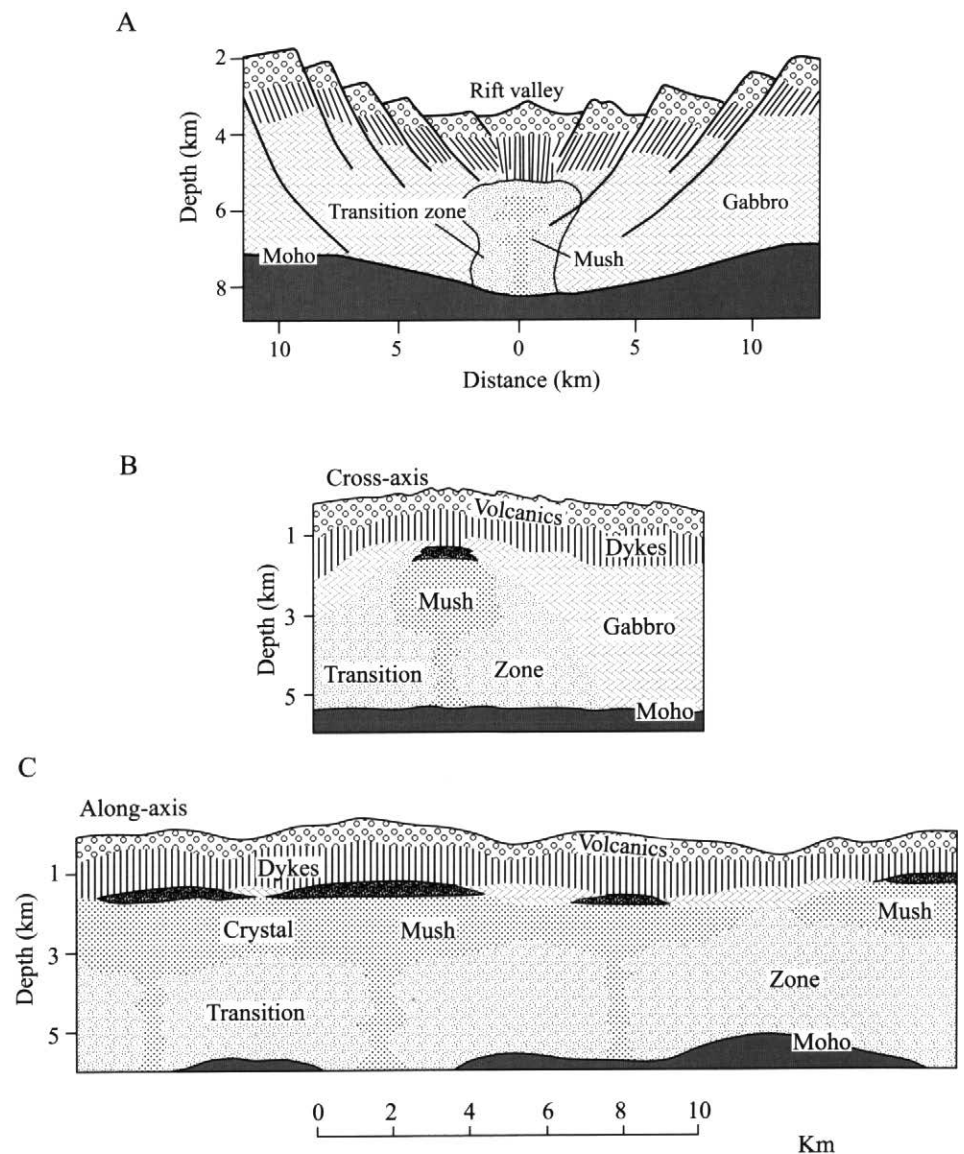 A
2
4
6
8
Depth (km)
Rift valley
Transition zone
Mush
Gabbro
Moho
10
5
0
5
10
Distance (km)
B
Cross-axis
Volcanics
1
Dykes
Depth (km)
Mush
3
Gabbro
Transition
Zone
5
Moho
C
Along-axis
Volcanics
1
Dykes
Depth (km)
Crystal
Mush
Mush
3
Zone
Transition
5
Moho
0
2
4
6
8
10
Km